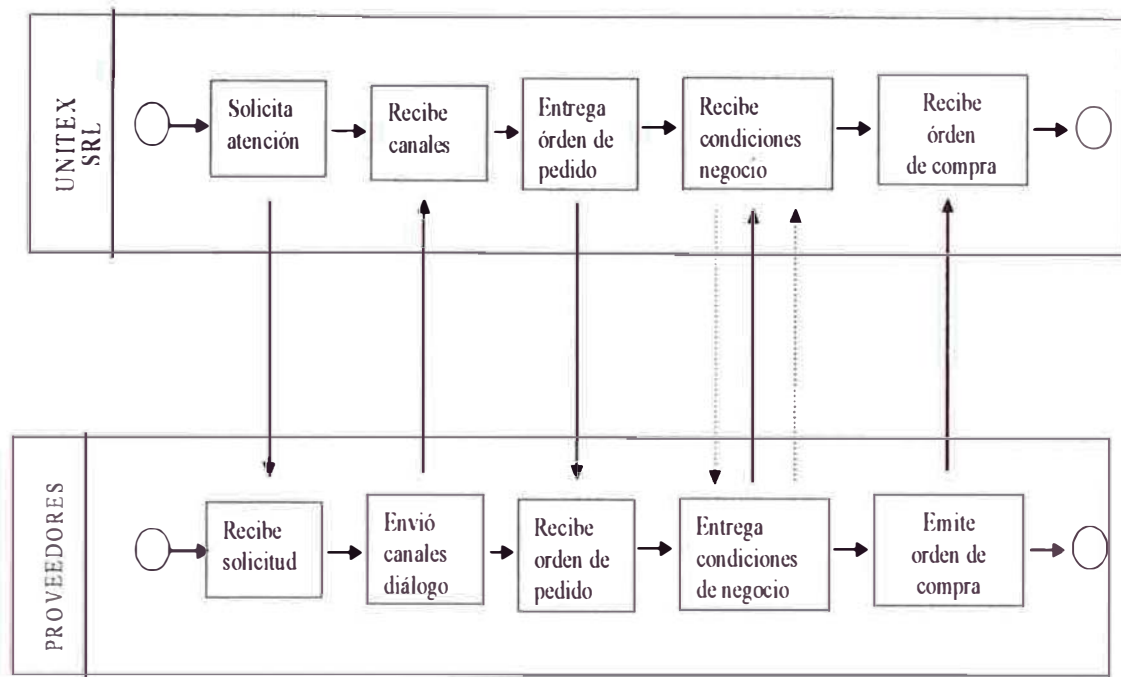 UNITEX
SRL
Solicita
atención
Recibe
canales
Entrega
órden de
pedido
Recibe
condiciones
negocio
Recibe
órden
de compra
PROVEEDORES
Recibe
solicitud
Envió
canales
diálogo
Recibe
orden de
pedido
Entrega
condiciones
de negocio
Emite
orden de
compra